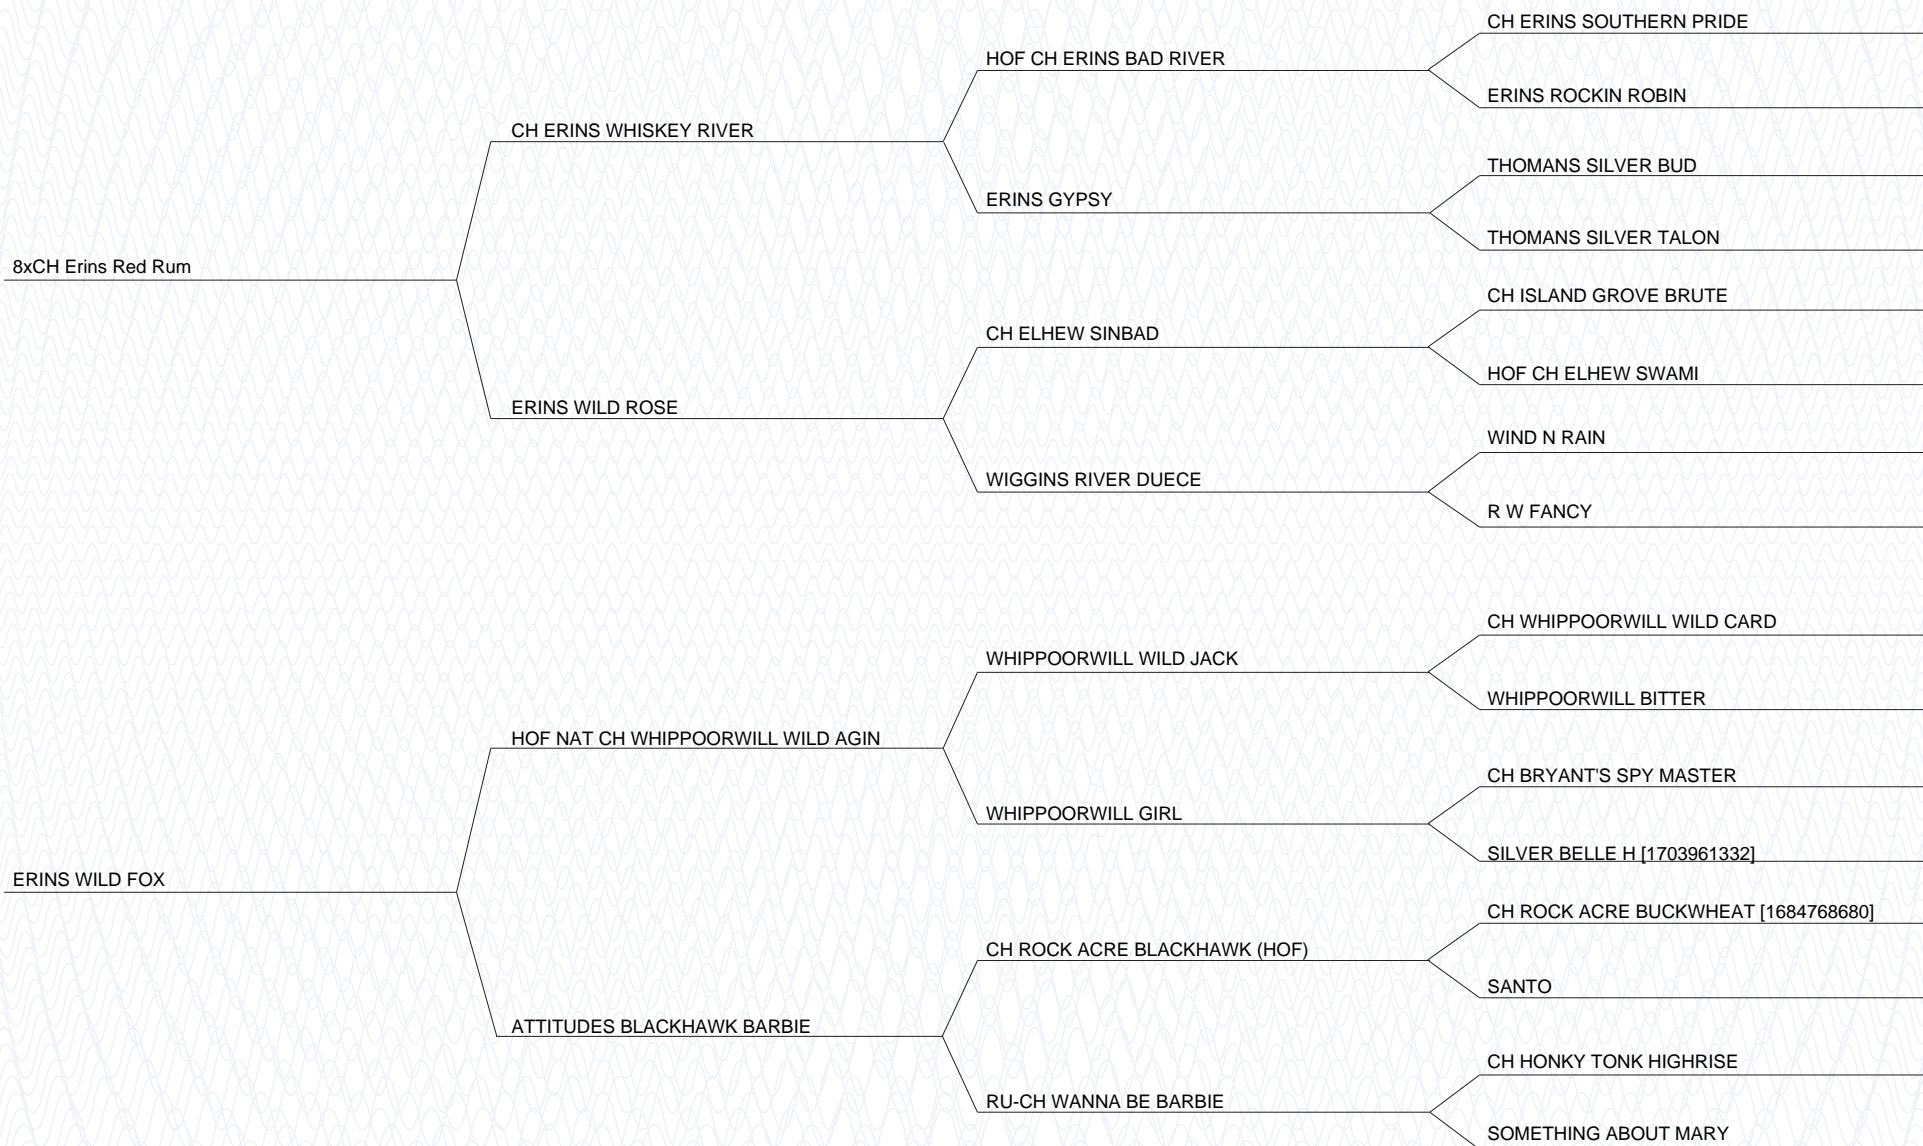 CH ERINS SOUTHERN PRIDE
HOF CH ERINS BAD RIVER
ERINS ROCKIN ROBIN
CH ERINS WHISKEY RIVER
THOMANS SILVER BUD
ERINS GYPSY
THOMANS SILVER TALON
8xCH Erins Red Rum
CH ISLAND GROVE BRUTE
CH ELHEW SINBAD
HOF CH ELHEW SWAMI
ERINS WILD ROSE
WIND N RAIN
WIGGINS RIVER DUECE
R W FANCY
CH WHIPPOORWILL WILD CARD
WHIPPOORWILL WILD JACK
WHIPPOORWILL BITTER
HOF NAT CH WHIPPOORWILL WILD AGIN
CH BRYANT'S SPY MASTER
WHIPPOORWILL GIRL
SILVER BELLE H [1703961332]
ERINS WILD FOX
CH ROCK ACRE BUCKWHEAT [1684768680]
CH ROCK ACRE BLACKHAWK (HOF)
SANTO
ATTITUDES BLACKHAWK BARBIE
CH HONKY TONK HIGHRISE
RU-CH WANNA BE BARBIE
SOMETHING ABOUT MARY